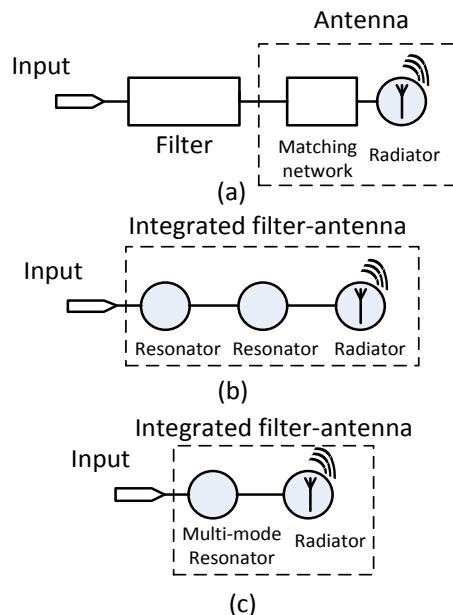 Antenna
Input
Filter
Matching
network
Radiator
(a)
Integrated filter-antenna
Input
Resonator
Resonator
Radiator
(b)
Integrated filter-antenna
Input
Multi-mode
Resonator
Radiator
(c)